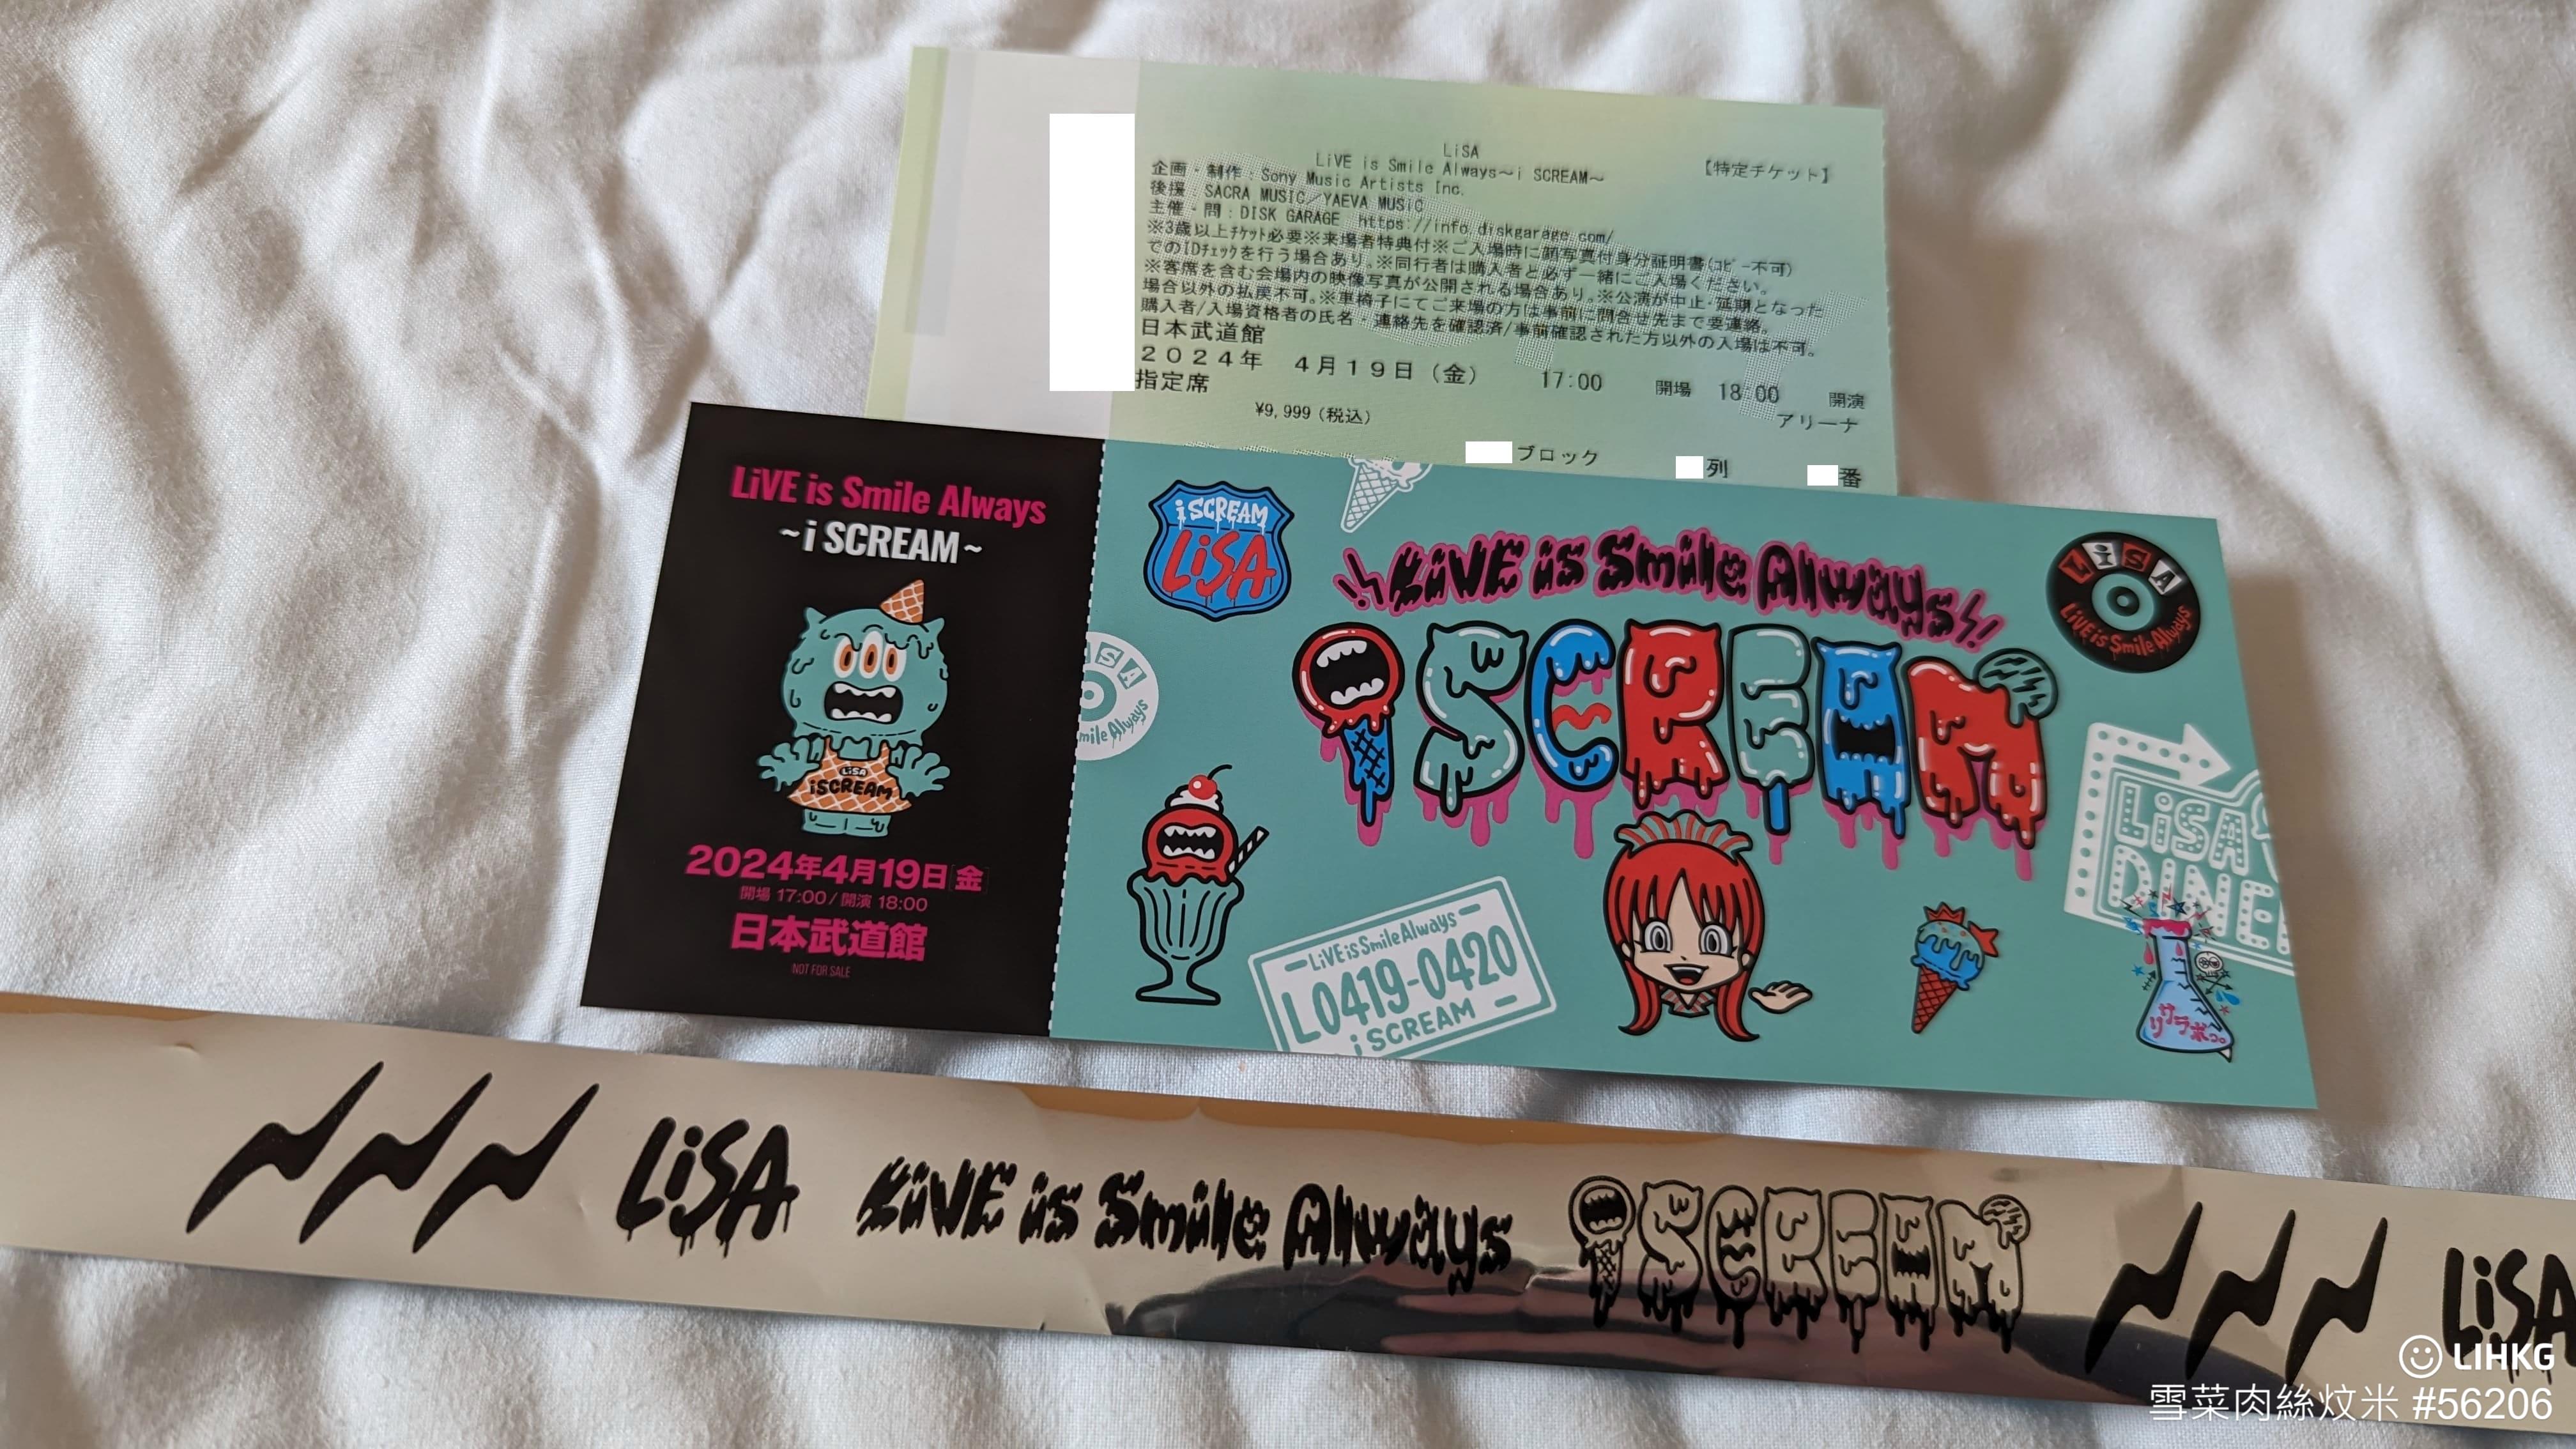 LiSA
LiVE is Smile Always～i SCREAM～
【特定チケット】
企画・制作：Sony Music Artists Inc.
後援：SACRA MUSIC／YAEVA MUSiC
主催・問：DISK GARAGE https://info.diskgarage.com/
※3歳以上ﾁｹｯﾄ必要※来場者特典付※ご入場時に顔写真付身分証明書(ｺﾋﾟｰ不可)
でのIDﾁｪｯｸを行う場合あり。※同行者は購入者と必ず一緒にご入場ください。
※客席を含む会場内の映像写真が公開される場合あり。※公演が中止・延期となった
場合以外の払戻不可。※車椅子にてご来場の方は事前に問合せ先まで要連絡。
購入者/入場資格者の氏名・連絡先を確認済/事前確認された方以外の入場は不可。
日本武道館
２０２４年 ４月１９日（金） 17:00 開場 18:00 開演
指定席 アリーナ
¥9,999（税込）
ブロック 列 番
LiVE is Smile Always
~i SCREAM~
LiSA
iSCREAM
2024年4月19日[金]
開場 17:00 / 開演 18:00
日本武道館
NOT FOR SALE
i SCREAM
LiSA
LiVE is Smile Always
i SCREAM
LiSA
LiVE is Smile Always
iSA
mile Always
LiSA
DINE
LiVE is Smile Always
L0419-0420
i SCREAM
リサラボっ。
LiSA LiVE is Smile Always i SCREAM LiSA
LIHKG
雪菜肉絲炆米 #56206